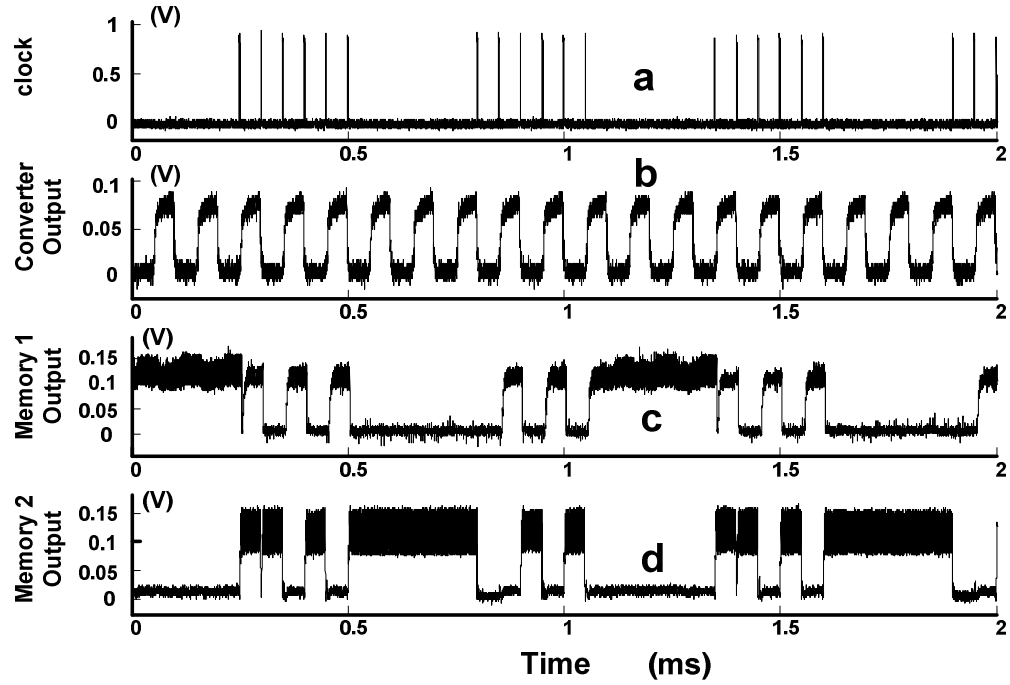 (V)
1
0.5
0
clock
a
0 0.5 1 1.5 2
(V)
b
0.1
0.05
0
Converter
Output
0 0.5 1 1.5 2
(V)
0.15
0.1
0.05
0
Memory 1
Output
c
0 0.5 1 1.5 2
(V)
0.15
0.1
0.05
0
Memory 2
Output
d
0 0.5 1 1.5 2
Time (ms)